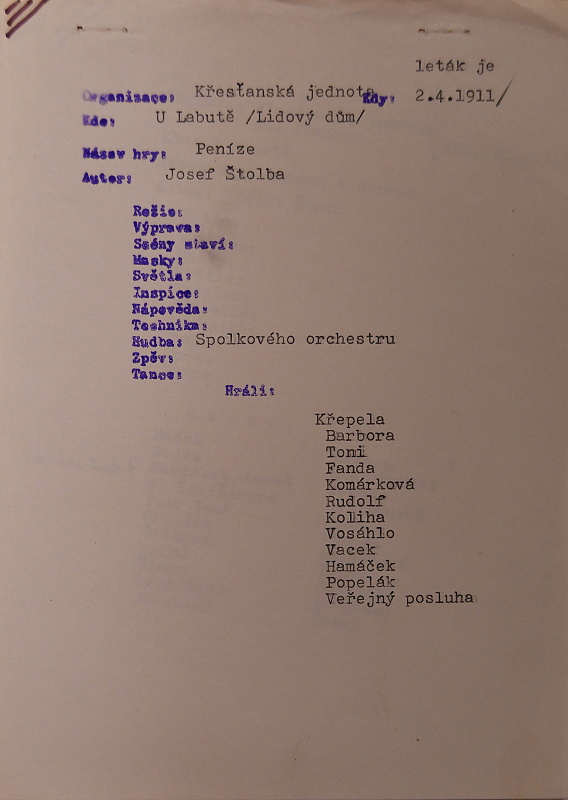 leták je
Organisace: Křesťanská jednota Kdy: 2.4.1911/
Kde: U Labutě /Lidový dům/
Název hry: Peníze
Autor: Josef Štolba
Režie:
Výprava:
Scény staví:
Masky:
Světla:
Inspice:
Nápověda:
Technika:
Hudba: Spolkového orchestru
Zpěv:
Tance:
Hráli:
Křepela
Barbora
Toni
Fanda
Komárková
Rudolf
Koliha
Vosáhlo
Vacek
Hamáček
Popelák
Veřejný posluha